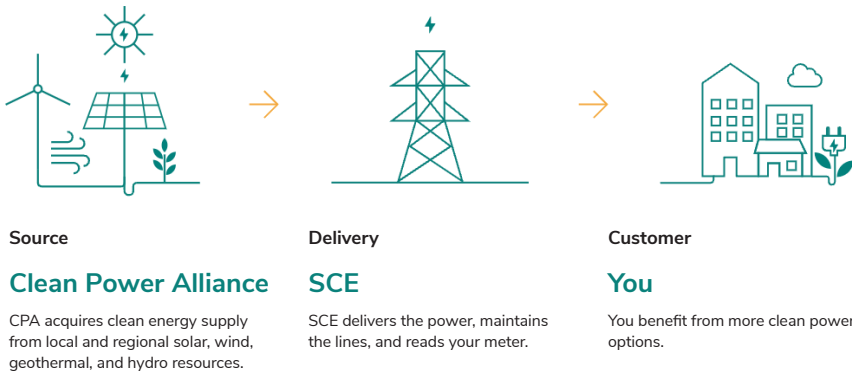 Source
Clean Power Alliance
CPA acquires clean energy supply
from local and regional solar, wind,
geothermal, and hydro resources.
Delivery
SCE
SCE delivers the power, maintains
the lines, and reads your meter.
Customer
You
You benefit from more clean power
options.